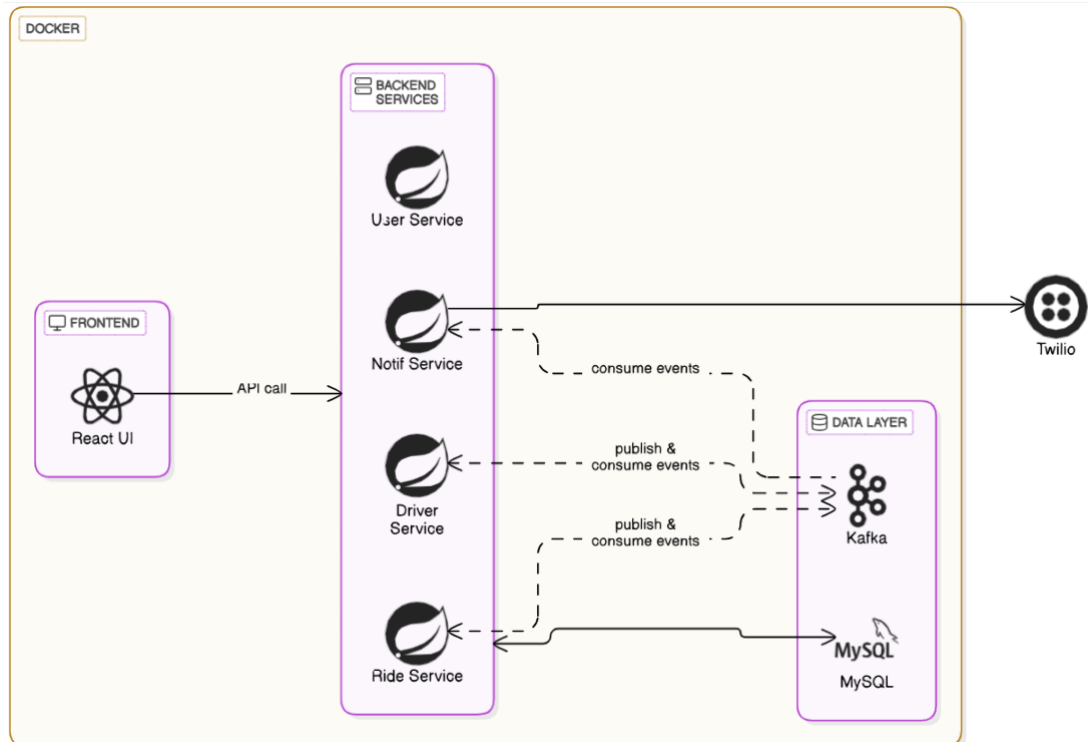 DOCKER
BACKEND
SERVICES
User Service
Notif Service
Twilio
FRONTEND
React UI
API call
consume events
DATA LAYER
publish &
consume events
Driver
Service
Kafka
publish &
consume events
Ride Service
MySQL
MySQL